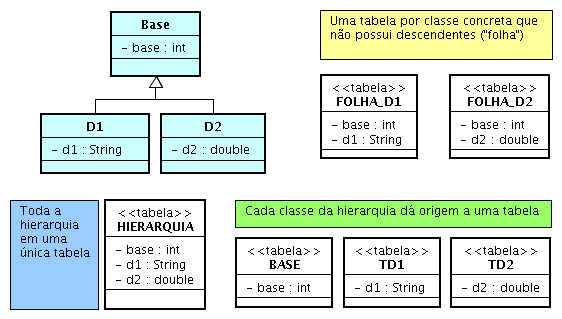 Base
- base : int
D1
- d1 : String
D2
- d2 : double
Uma tabela por classe concreta que
não possui descendentes ("folha")
<<tabela>>
FOLHA_D1
- base : int
- d1 : String
<<tabela>>
FOLHA_D2
- base : int
- d2 : double
Toda a
hierarquia
em uma
única tabela
<<tabela>>
HIERARQUIA
- base : int
- d1 : String
- d2 : double
Cada classe da hierarquia dá origem a uma tabela
<<tabela>>
BASE
- base : int
<<tabela>>
TD1
- d1 : String
<<tabela>>
TD2
- d2 : double